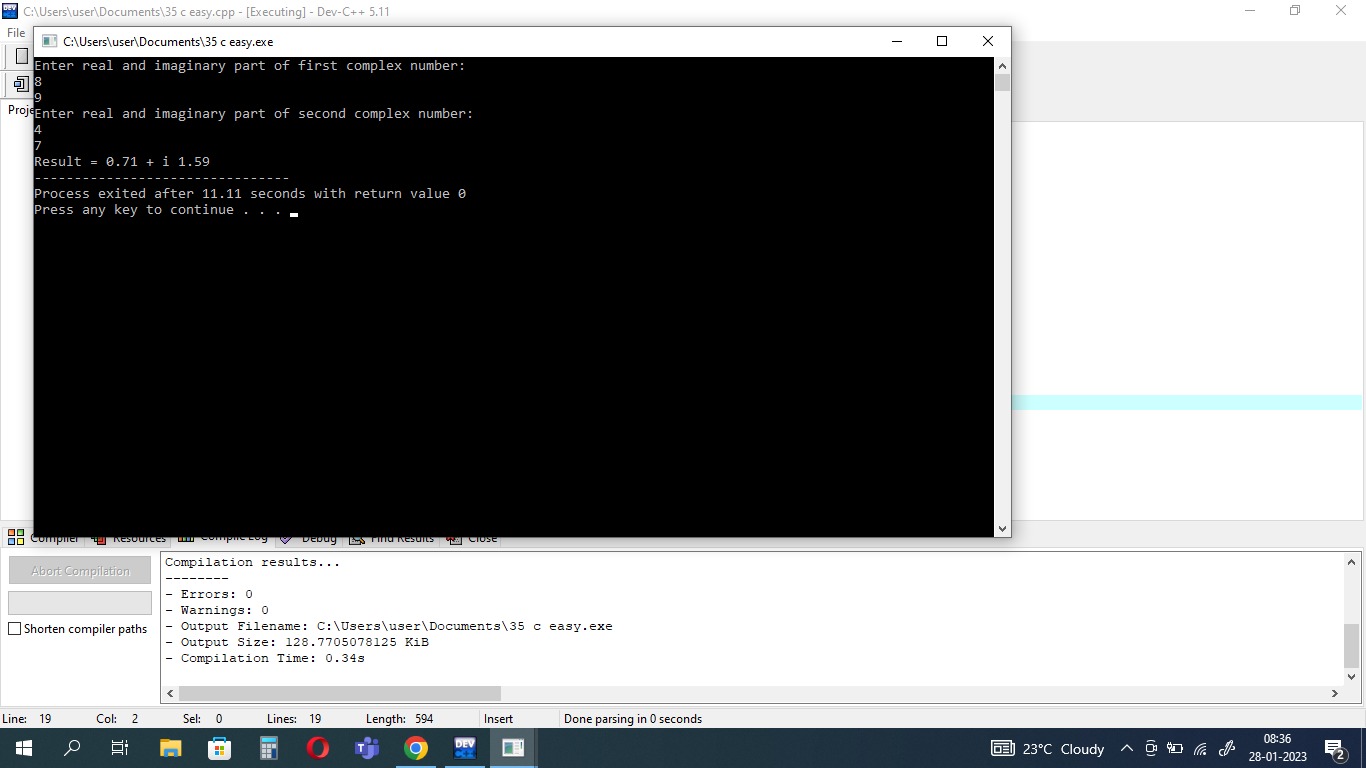 C:\Users\user\Documents\35 c easy.cpp - [Executing] - Dev-C++ 5.11
File
C:\Users\user\Documents\35 c easy.exe
Enter real and imaginary part of first complex number:
8
9
Enter real and imaginary part of second complex number:
4
7
Result = 0.71 + i 1.59
--------------------------------
Process exited after 11.11 seconds with return value 0
Press any key to continue . . .
Proje
Compiler Resources Compile Log Debug Find Results Close
Abort Compilation
Shorten compiler paths
Compilation results...
--------
- Errors: 0
- Warnings: 0
- Output Filename: C:\Users\user\Documents\35 c easy.exe
- Output Size: 128.7705078125 KiB
- Compilation Time: 0.34s
Line: 19 Col: 2 Sel: 0 Lines: 19 Length: 594 Insert Done parsing in 0 seconds
DEV
23°C Cloudy
08:36
28-01-2023
2